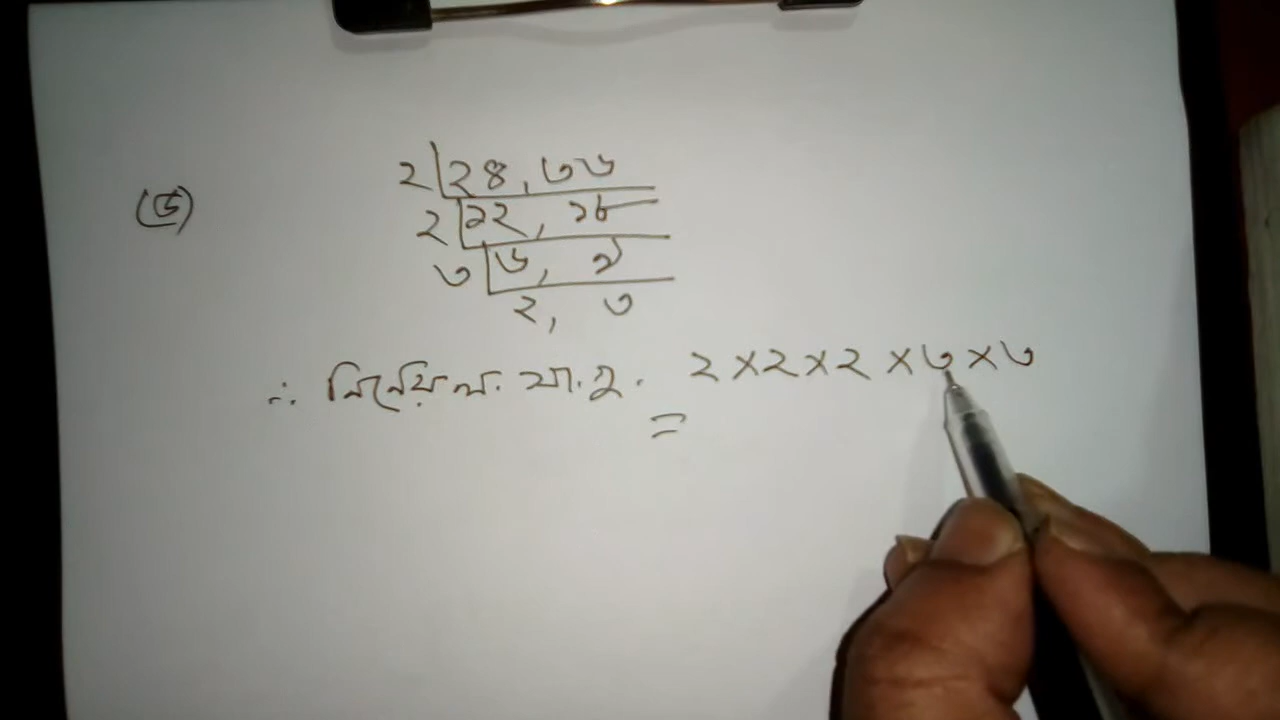 (চ)
২ | ২৪, ৩৬
২ | ১২, ১৮
৩ | ৬, ৯
২, ৩
∴ নির্নেয় ল. সা. গু. ২×২×২×৩×৩
=